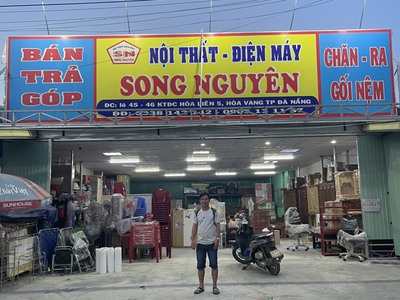 BÁN
TRẢ
GÓP
SN
NỘI THẤT - ĐIỆN MÁY
SONG NGUYÊN
ĐC: lô 45 - 46 KTĐC HÒA LIÊN 5, HÒA VANG TP ĐÀ NẴNG
CHĂN - RA
GỐI NỆM
SUNHOUSE